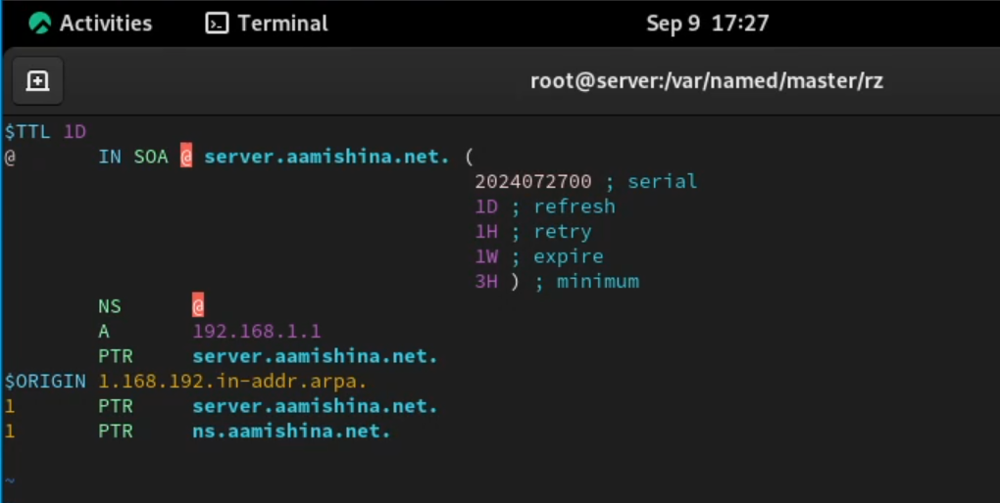 Activities Terminal Sep 9 17:27
root@server:/var/named/master/rz
$TTL 1D
@ IN SOA @ server.aamishina.net. (
2024072700 ; serial
1D ; refresh
1H ; retry
1W ; expire
3H ) ; minimum
NS @
A 192.168.1.1
PTR server.aamishina.net.
$ORIGIN 1.168.192.in-addr.arpa.
1 PTR server.aamishina.net.
1 PTR ns.aamishina.net.
~